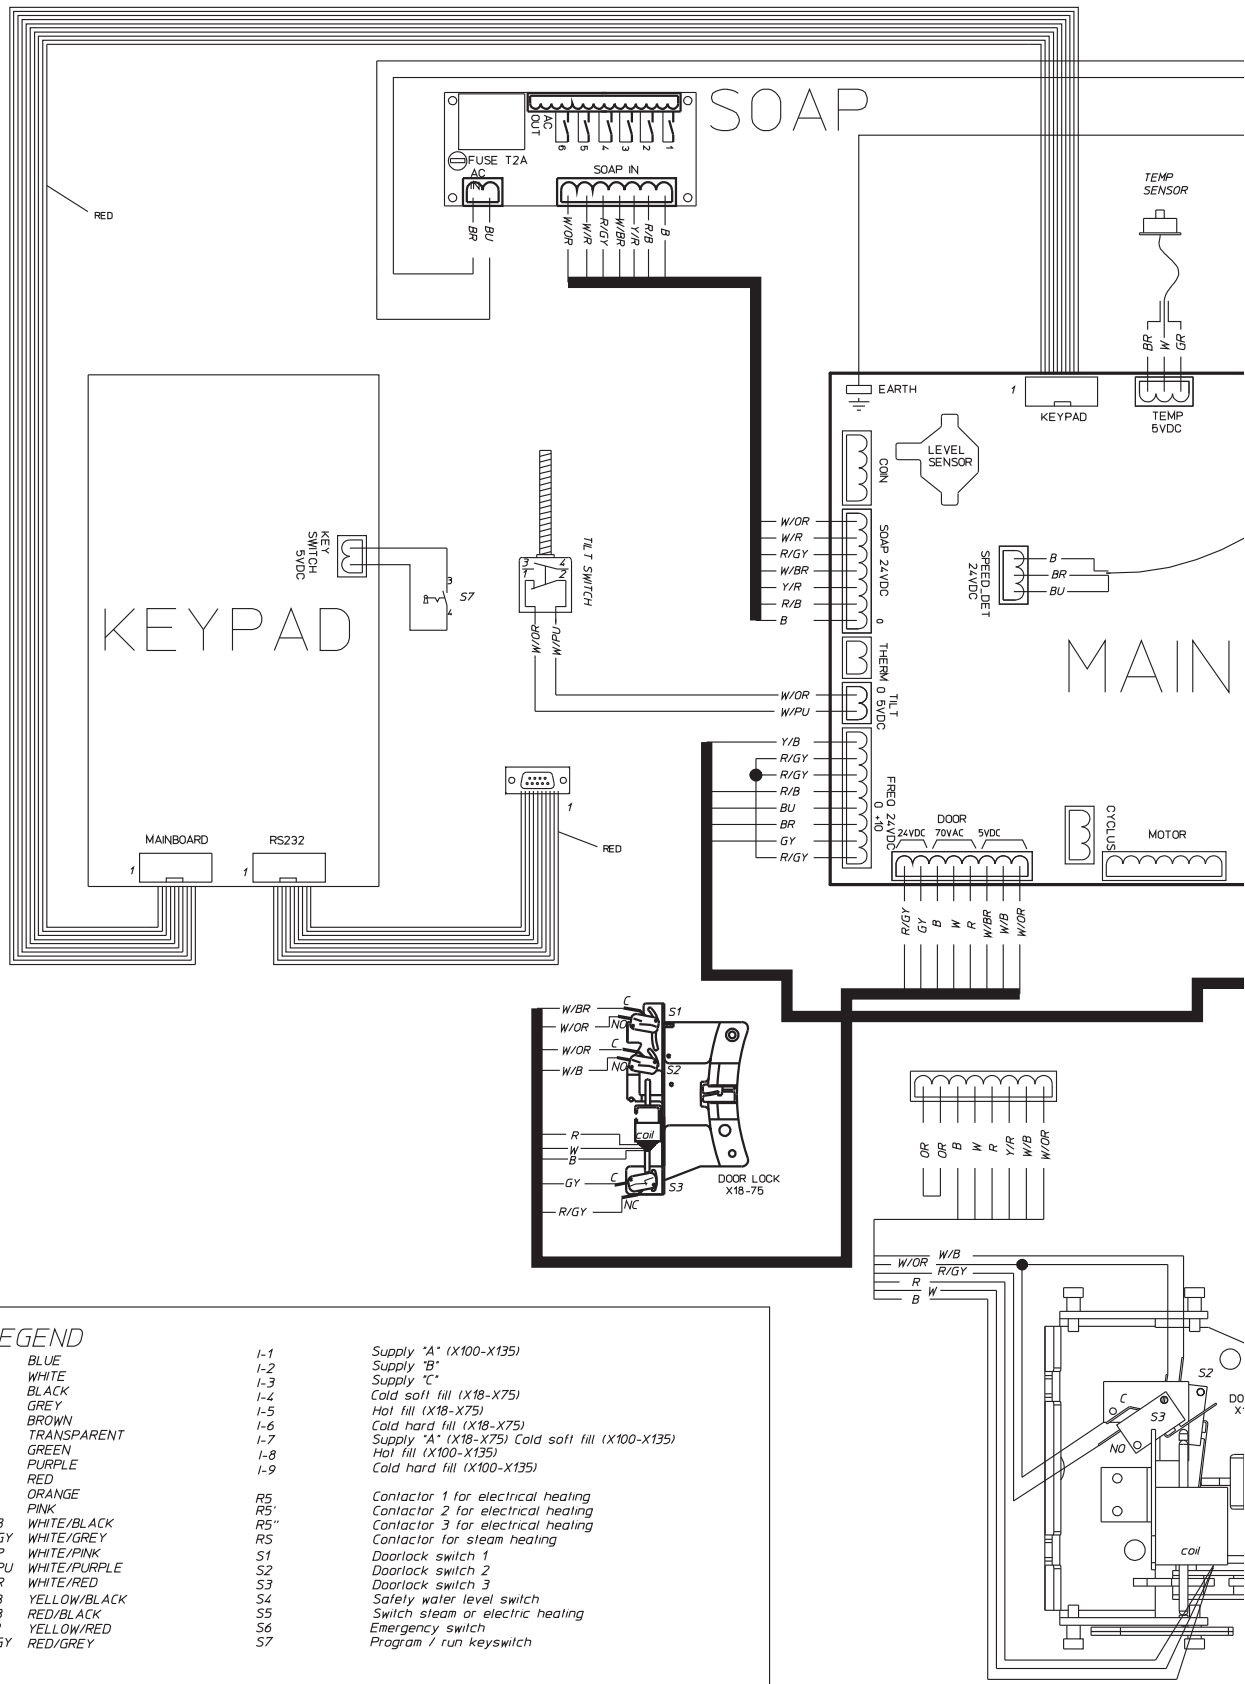 SOAP
AC
OUT
6
5
4
3
2
1
FUSE T2A
AC
IN
SOAP IN
BR
BU
W/OR
W/R
R/GY
W/BR
Y/R
R/B
B
RED
TEMP
SENSOR
BR
W
GR
EARTH
1
KEYPAD
TEMP
5VDC
LEVEL
SENSOR
COIN
W/OR
W/R
R/GY
W/BR
Y/R
R/B
B
SOAP 24VDC
0
SPEED_DET
24VDC
B
BR
BU
KEY
SWITCH
5VDC
3
4
S7
KEYPAD
TILT SWITCH
3
4
1
2
W/OR
W/PU
MAIN
THERM
W/OR
W/PU
TILT
0 5VDC
Y/B
R/GY
R/GY
R/B
BU
BR
GY
R/GY
FREQ 24VDC
0 +10
DOOR
24VDC 70VAC 5VDC
CYCLUS
MOTOR
1
RED
MAINBOARD
RS232
1
1
R/GY
GY
B
W
R
W/BR
W/B
W/OR
W/BR
C
S1
W/OR
NO
W/OR
C
W/B
NO
S2
R
W
B
coil
GY
C
S3
R/GY
NC
DOOR LOCK
X18-75
OR
OR
B
W
R
Y/R
W/B
W/OR
W/B
W/OR
R/GY
R
W
B
S2
DO
X1
C
S3
NO
coil
EGEND
BLUE
WHITE
BLACK
GREY
BROWN
TRANSPARENT
GREEN
PURPLE
RED
ORANGE
PINK
B WHITE/BLACK
GY WHITE/GREY
P WHITE/PINK
PU WHITE/PURPLE
R WHITE/RED
B YELLOW/BLACK
B RED/BLACK
YELLOW/RED
GY RED/GREY
I-1 Supply "A" (X100-X135)
I-2 Supply "B"
I-3 Supply "C"
I-4 Cold soft fill (X18-X75)
I-5 Hot fill (X18-X75)
I-6 Cold hard fill (X18-X75)
I-7 Supply "A" (X18-X75) Cold soft fill (X100-X135)
I-8 Hot fill (X100-X135)
I-9 Cold hard fill (X100-X135)
R5 Contactor 1 for electrical heating
R5' Contactor 2 for electrical heating
R5" Contactor 3 for electrical heating
RS Contactor for steam heating
S1 Doorlock switch 1
S2 Doorlock switch 2
S3 Doorlock switch 3
S4 Safety water level switch
S5 Switch steam or electric heating
S6 Emergency switch
S7 Program / run keyswitch